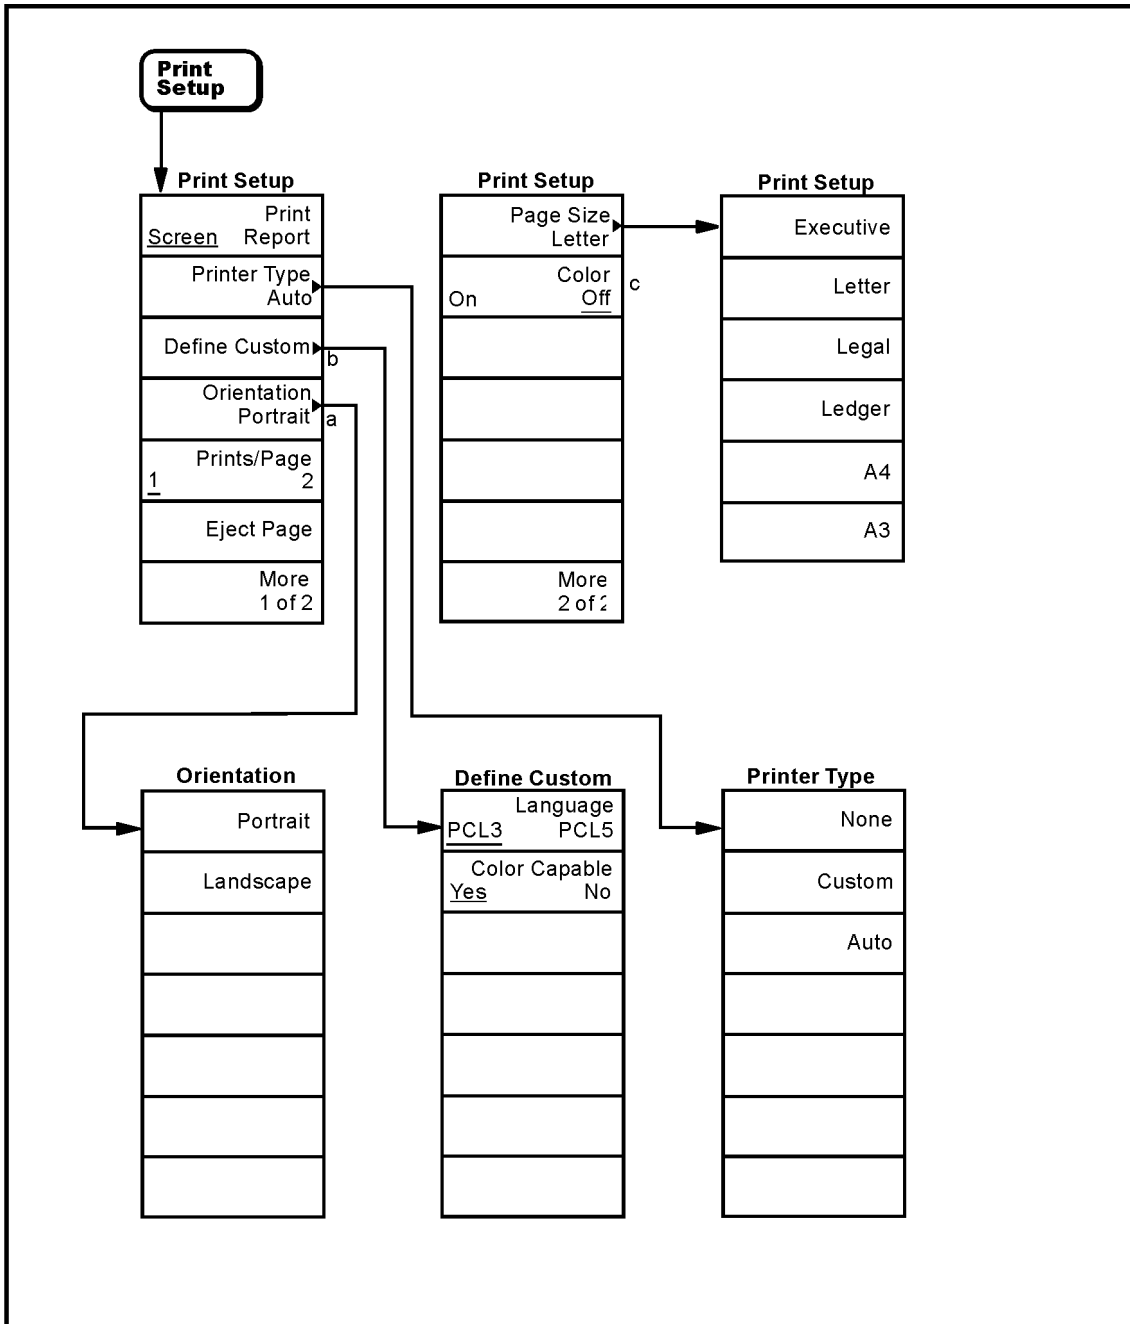 Print
Setup
Print Setup
Print
Screen Report
Printer Type
Auto
Define Custom
b
Orientation
Portrait
a
Prints/Page
1 2
Eject Page
More
1 of 2
Print Setup
Page Size
Letter
Color
On Off
c
More
2 of 2
Print Setup
Executive
Letter
Legal
Ledger
A4
A3
Orientation
Portrait
Landscape
Define Custom
Language
PCL3 PCL5
Color Capable
Yes No
Printer Type
None
Custom
Auto